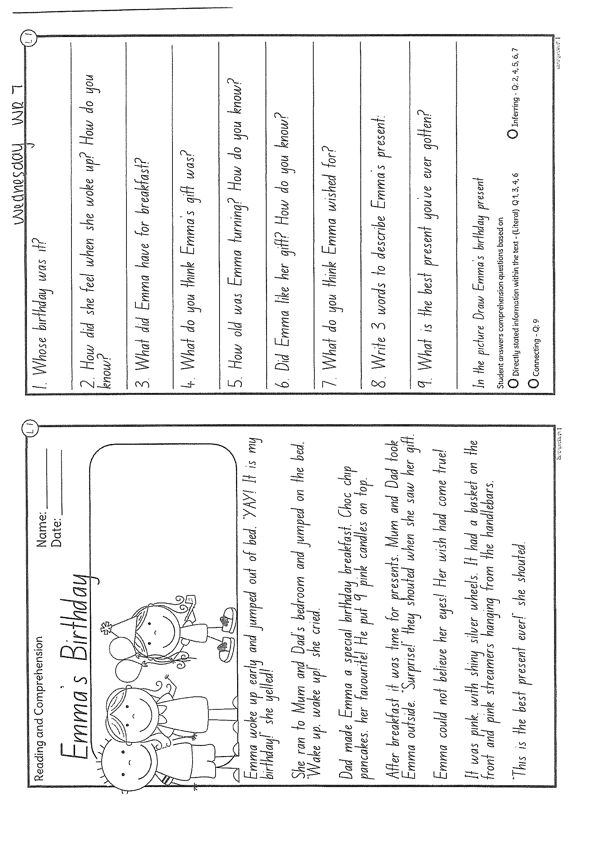 Wednesday WR 7
L1
Reading and Comprehension
Name:
Date:
Emma's Birthday
Emma woke up early and jumped out of bed. "YAY! It is my
birthday!" she yelled!
She ran to Mum and Dad's bedroom and jumped on the bed.
"Wake up, wake up!" she cried.
Dad made Emma a special birthday breakfast. Choc chip
pancakes, her favourite! He put 9 pink candles on top.
After breakfast it was time for presents. Mum and Dad took
Emma outside. "Surprise!" they shouted when she saw her gift.
Emma could not believe her eyes! Her wish had come true!
It was pink, with shiny silver wheels. It had a basket on the
front and pink streamers hanging from the handlebars.
"This is the best present ever!" she shouted.
L1
1. Whose birthday was it?
2. How did she feel when she woke up? How do you
know?
3. What did Emma have for breakfast?
4. What do you think Emma's gift was?
5. How old was Emma turning? How do you know?
6. Did Emma like her gift? How do you know?
7. What do you think Emma wished for?
8. Write 3 words to describe Emma's present:
9. What is the best present you've ever gotten?
In the picture Draw Emma's birthday present
Student answers comprehension questions based on
Directly stated information within the text - (Literal) Q:1, 3, 4, 6
Inferring - Q: 2, 4, 5, 6, 7
Connecting - Q: 9